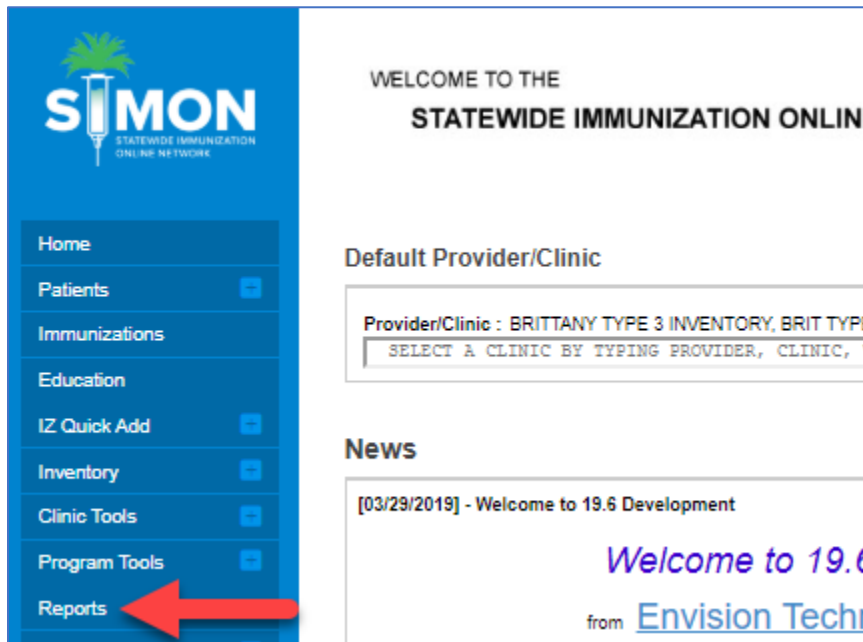 SIMON
STATEWIDE IMMUNIZATION
ONLINE NETWORK
Home
Patients
Immunizations
Education
IZ Quick Add
Inventory
Clinic Tools
Program Tools
Reports
WELCOME TO THE
STATEWIDE IMMUNIZATION ONLIN
Default Provider/Clinic
Provider/Clinic : BRITTANY TYPE 3 INVENTORY, BRIT TYP
SELECT A CLINIC BY TYPING PROVIDER, CLINIC,
News
[03/29/2019] - Welcome to 19.6 Development
Welcome to 19.6
from Envision Tech